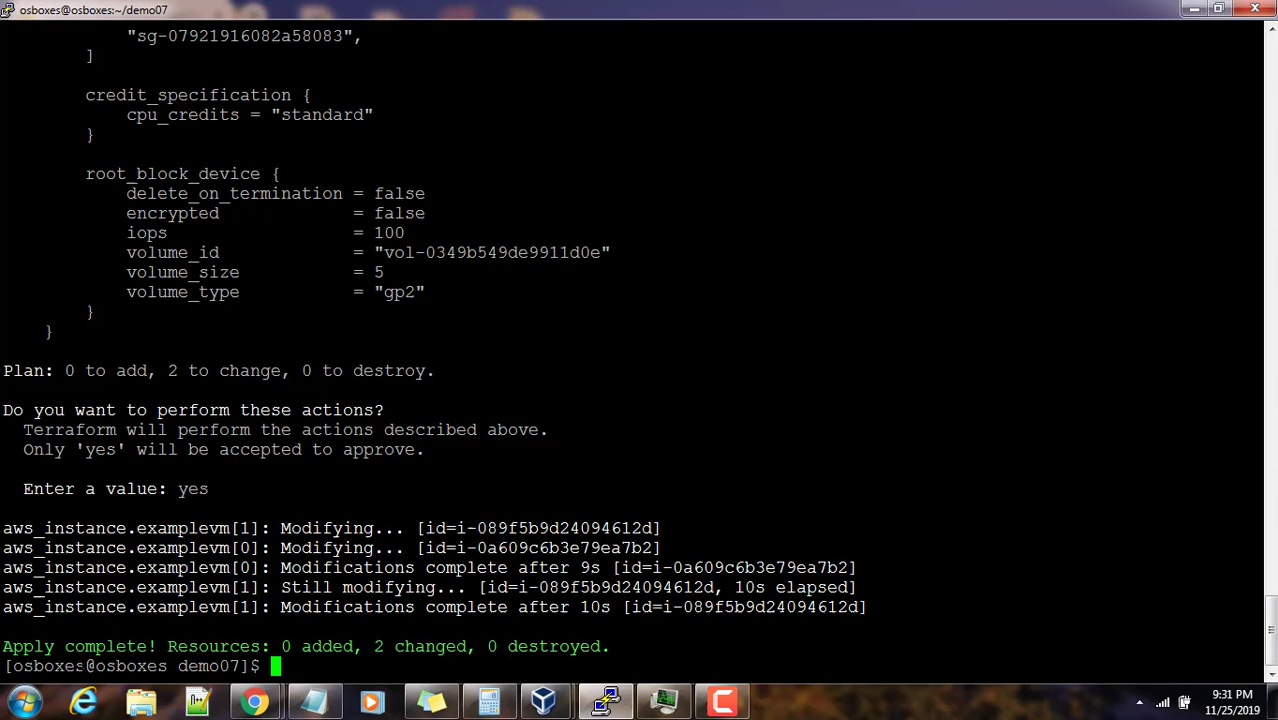 osboxes@osboxes:~/demo07
"sg-07921916082a58083",
]
credit_specification {
cpu_credits = "standard"
}
root_block_device {
delete_on_termination = false
encrypted = false
iops = 100
volume_id = "vol-0349b549de9911d0e"
volume_size = 5
volume_type = "gp2"
}
}
Plan: 0 to add, 2 to change, 0 to destroy.
Do you want to perform these actions?
Terraform will perform the actions described above.
Only 'yes' will be accepted to approve.
Enter a value: yes
aws_instance.examplevm[1]: Modifying... [id=i-089f5b9d24094612d]
aws_instance.examplevm[0]: Modifying... [id=i-0a609c6b3e79ea7b2]
aws_instance.examplevm[0]: Modifications complete after 9s [id=i-0a609c6b3e79ea7b2]
aws_instance.examplevm[1]: Still modifying... [id=i-089f5b9d24094612d, 10s elapsed]
aws_instance.examplevm[1]: Modifications complete after 10s [id=i-089f5b9d24094612d]
Apply complete! Resources: 0 added, 2 changed, 0 destroyed.
[osboxes@osboxes demo07]$
9:31 PM
11/25/2019